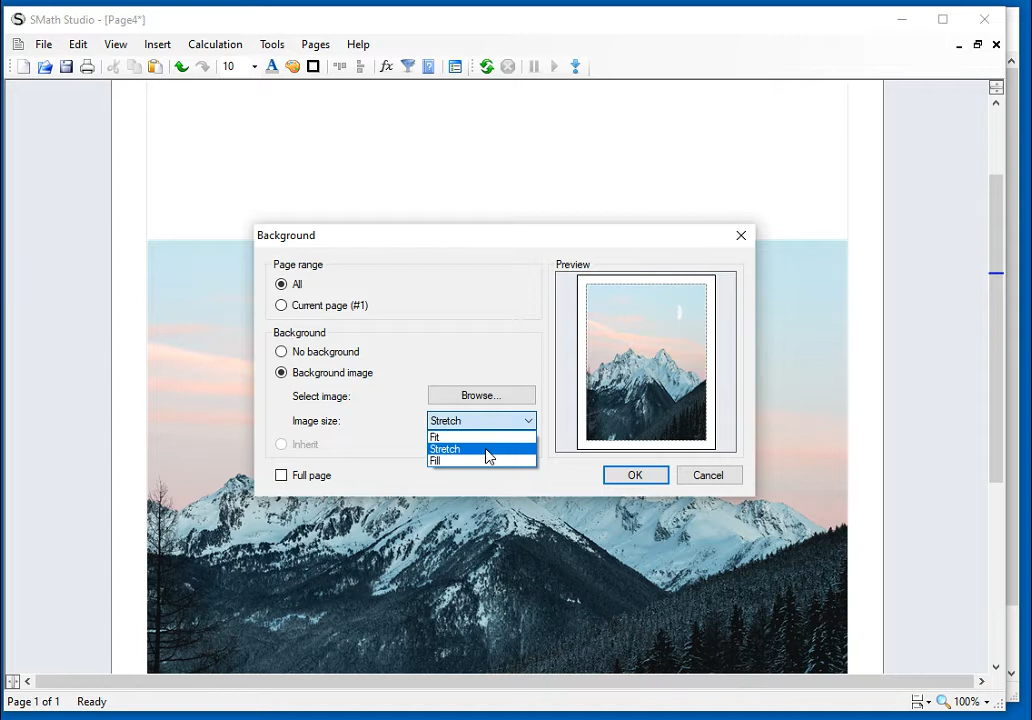 SMath Studio - [Page4*]
File Edit View Insert Calculation Tools Pages Help
10 A fx
Background
Page range
All
Current page (#1)
Background
No background
Background image
Select image: Browse...
Image size: Stretch
Fit
Stretch
Fill
Inherit
Full page
Preview
OK Cancel
Page 1 of 1 Ready 100%